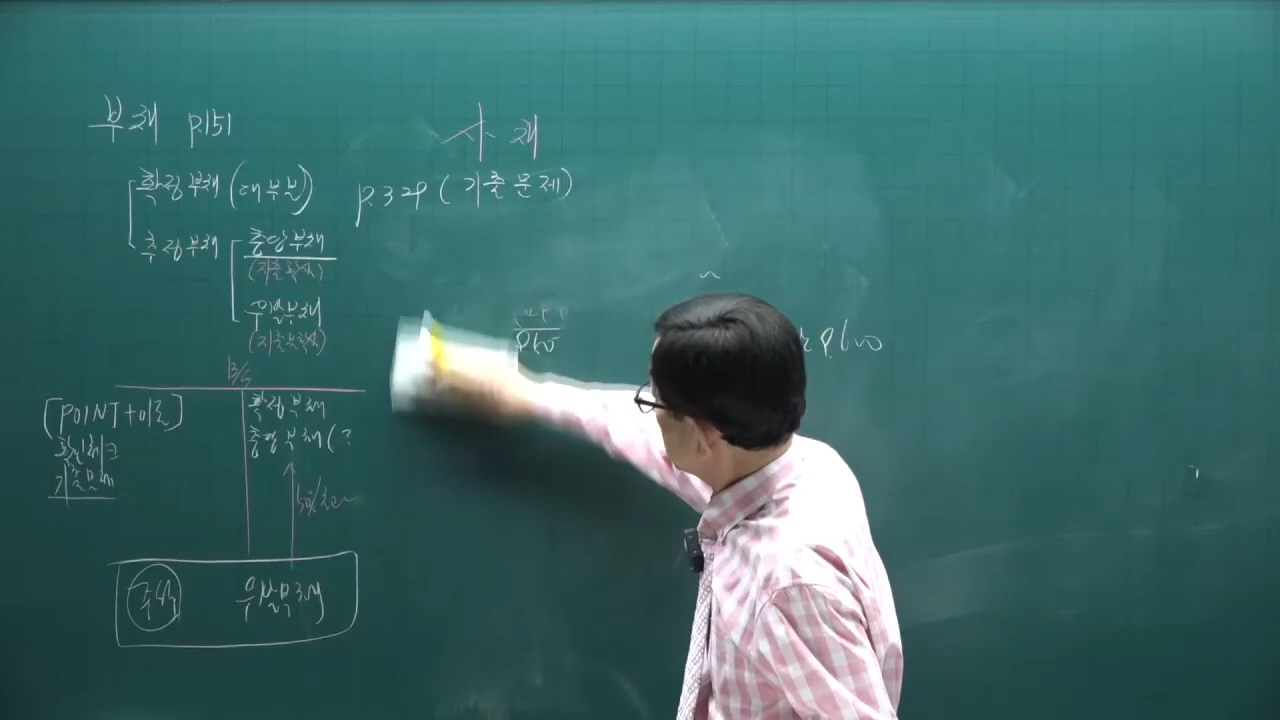 부채 P.151
확정부채 (대부분)
추정부채
충당부채
(지출확실)
우발부채
(지출불확실)
B/S
[POINT+이론]
확인체크
기출문제
확정부채
충당부채(?
주석
우발부채
사채
P.324 (기출문제)